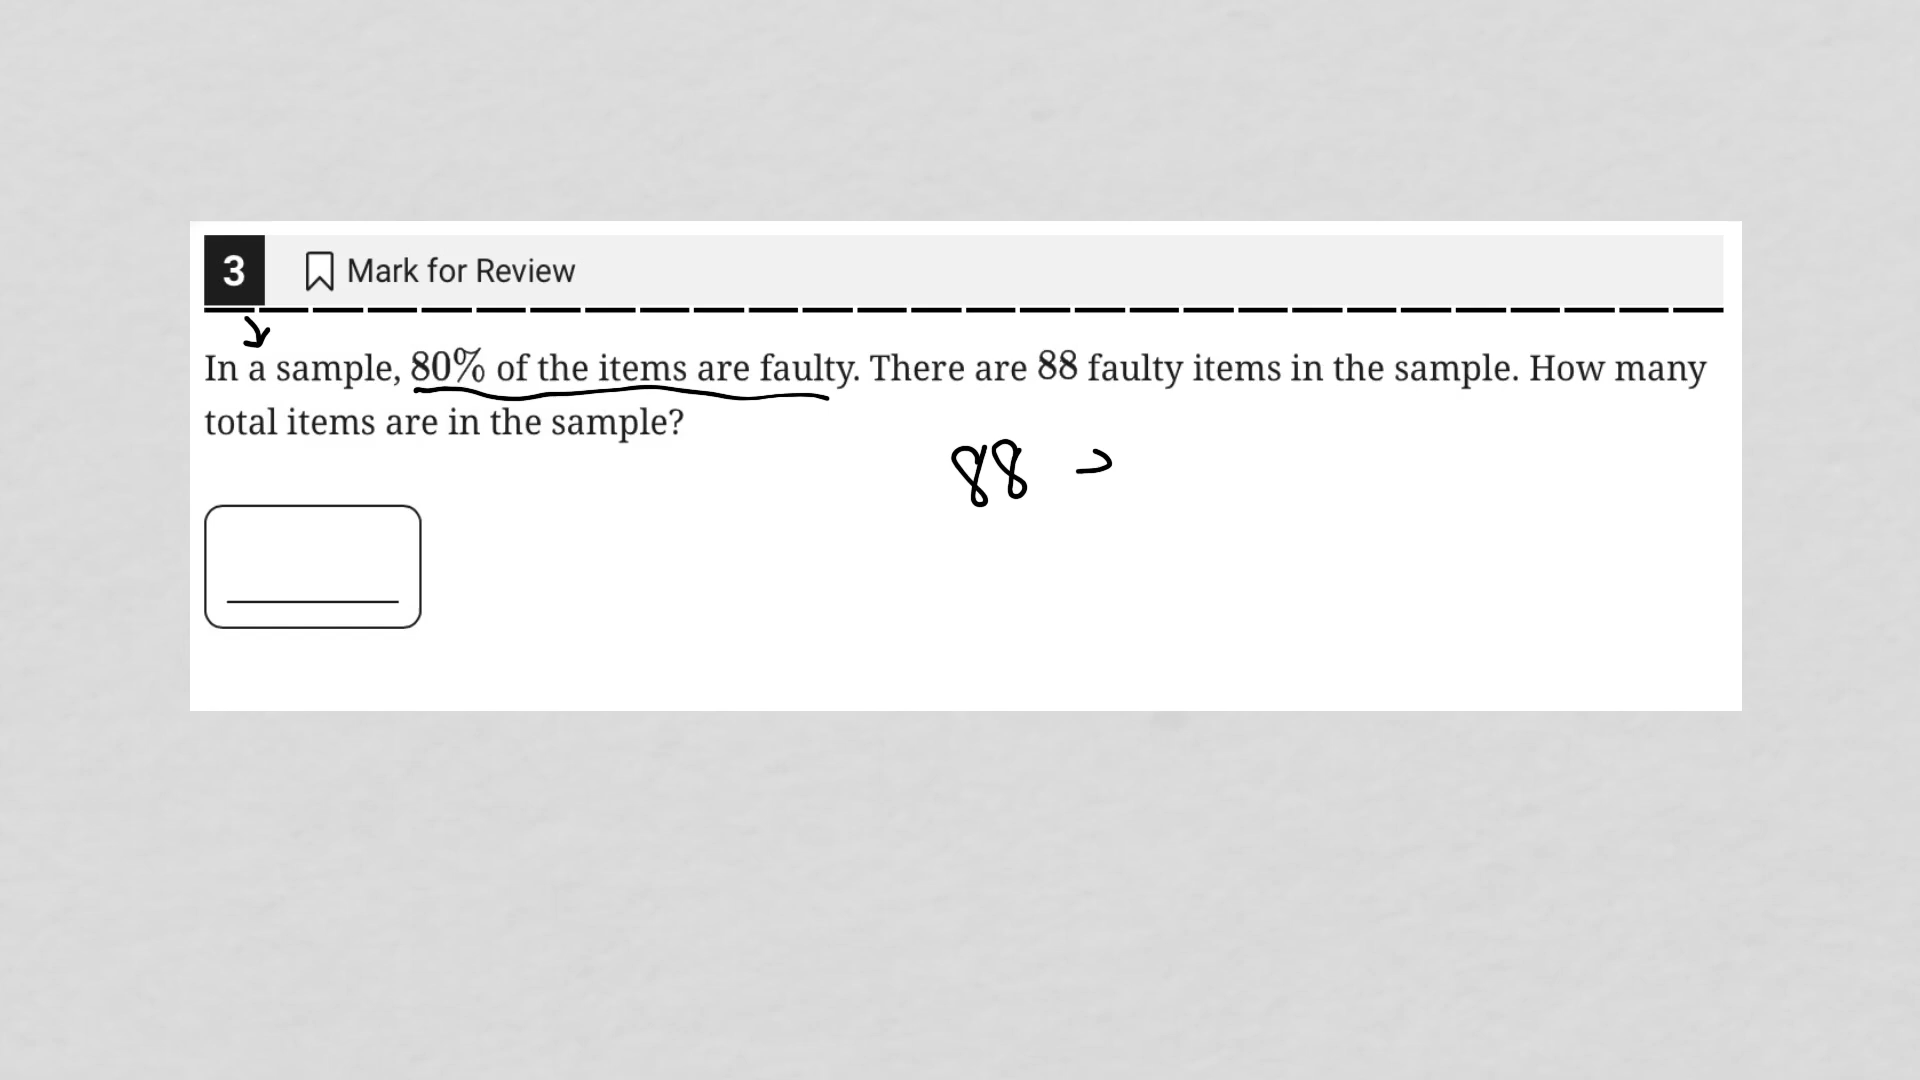 3 Mark for Review
In a sample, 80% of the items are faulty. There are 88 faulty items in the sample. How many
total items are in the sample?
88